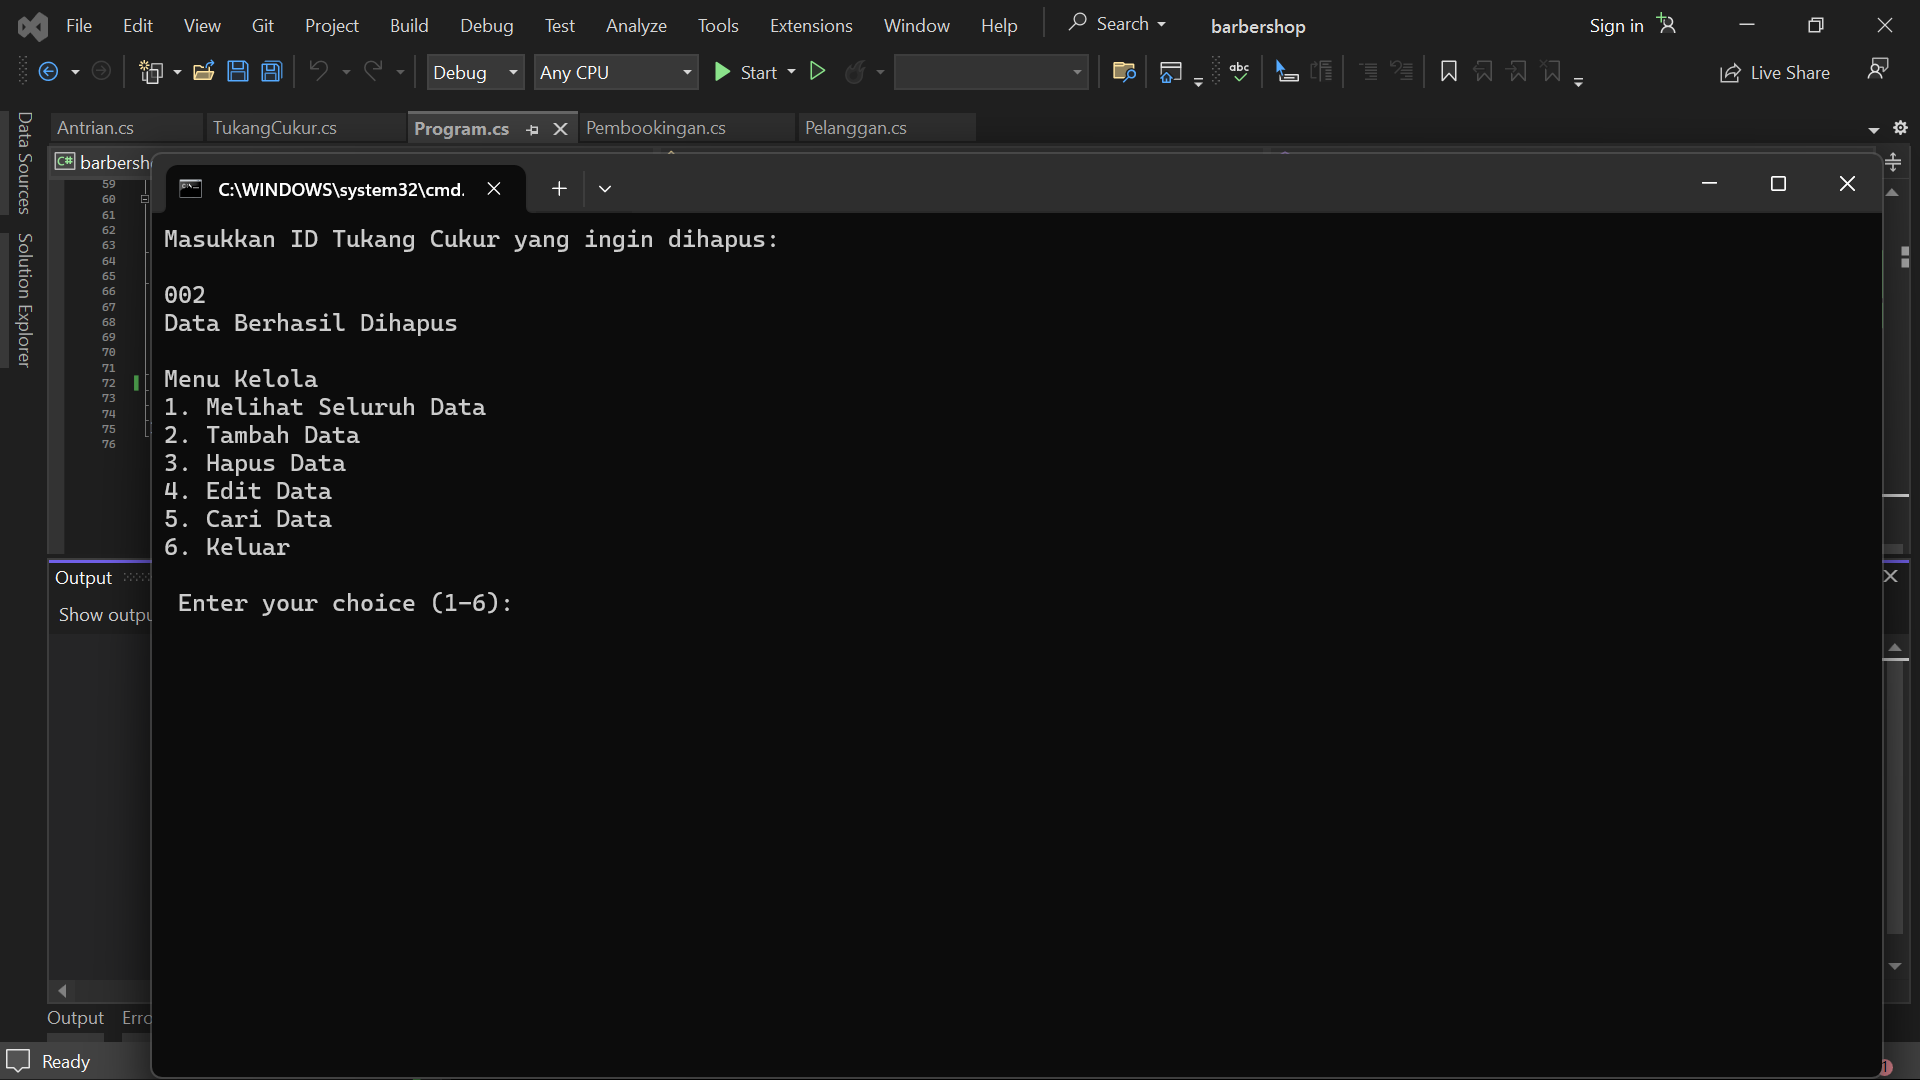 File Edit View Git Project Build Debug Test Analyze Tools Extensions Window Help Search barbershop Sign in
Debug Any CPU Start Live Share
Data Sources
Solution Explorer
Antrian.cs TukangCukur.cs Program.cs Pembookingan.cs Pelanggan.cs
C# barbersh
C:\WINDOWS\system32\cmd.
59
60
61
62
63
64
65
66
67
68
69
70
71
72
73
74
75
76
Masukkan ID Tukang Cukur yang ingin dihapus:
002
Data Berhasil Dihapus
Menu Kelola
1. Melihat Seluruh Data
2. Tambah Data
3. Hapus Data
4. Edit Data
5. Cari Data
6. Keluar
Enter your choice (1-6):
Output
Show outpu
Output Erro
Ready
1